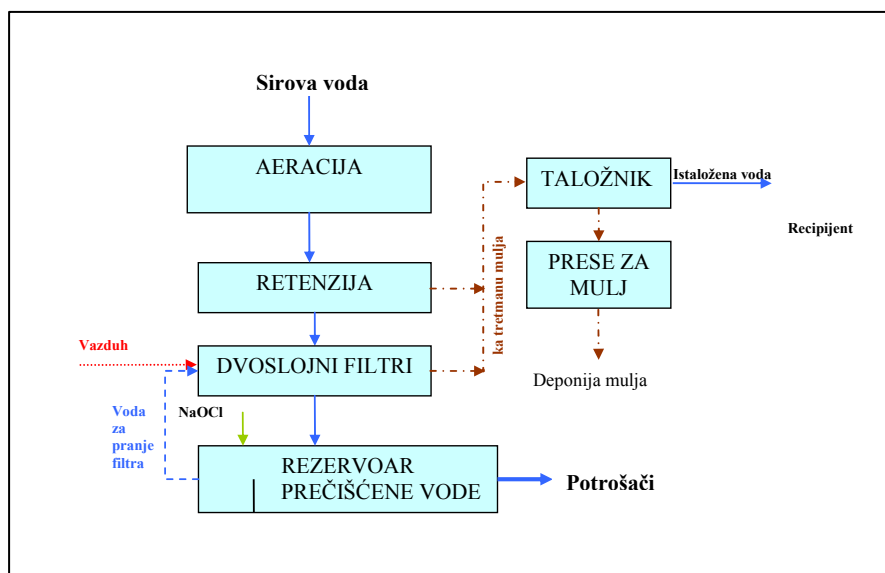 Sirova voda
AERACIJA
TALOŽNIK
Istaložena voda
Recipijent
RETENZIJA
ka tretmanu mulja
PRESE ZA
MULJ
Vazduh
DVOSLOJNI FILTRI
Deponija mulja
Voda
za
pranje
filtra
NaOCl
REZERVOAR
PREČIŠĆENE VODE
Potrošači